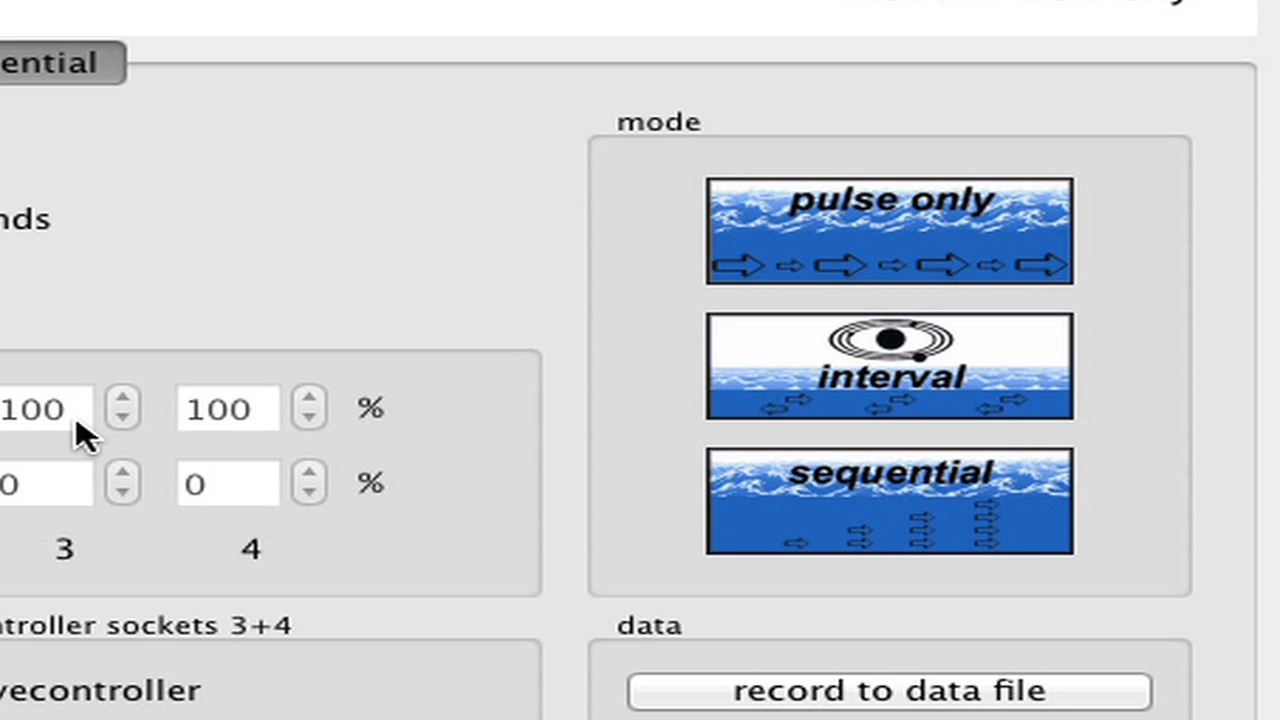 ential
mode
pulse only
nds
interval
100 100 %
sequential
0 0 %
3 4
ntroller sockets 3+4
data
vecontroller
record to data file